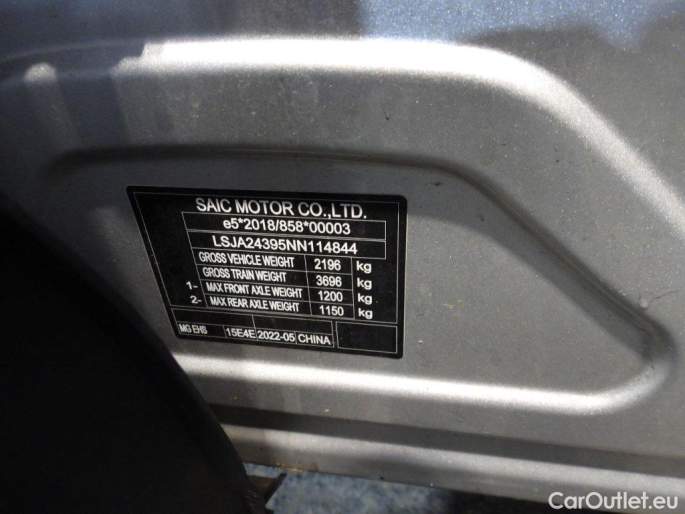 SAIC MOTOR CO.,LTD.
e5*2018/858*00003
LSJA24395NN114844
GROSS VEHICLE WEIGHT 2196 kg
GROSS TRAIN WEIGHT 3696 kg
1- MAX FRONT AXLE WEIGHT 1200 kg
2- MAX REAR AXLE WEIGHT 1150 kg
MG EHS 15E4E 2022-05 CHINA
CarOutlet.eu